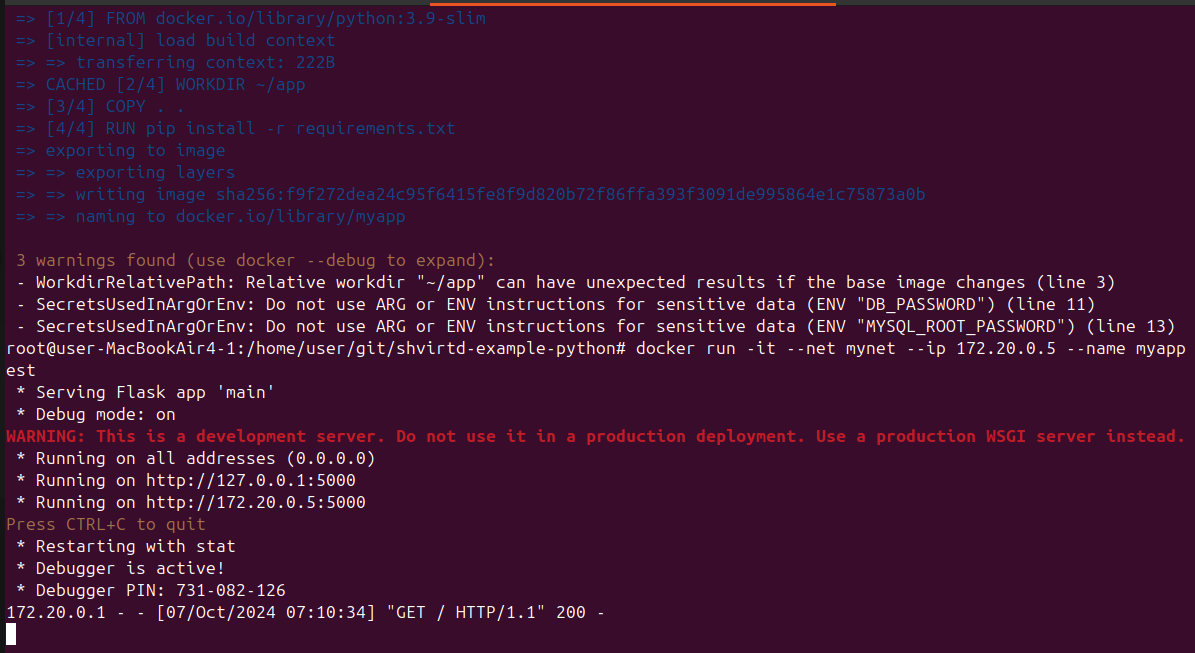 => [1/4] FROM docker.io/library/python:3.9-slim
=> [internal] load build context
=> => transferring context: 222B
=> CACHED [2/4] WORKDIR ~/app
=> [3/4] COPY . .
=> [4/4] RUN pip install -r requirements.txt
=> exporting to image
=> => exporting layers
=> => writing image sha256:f9f272dea24c95f6415fe8f9d820b72f86ffa393f3091de995864e1c75873a0b
=> => naming to docker.io/library/myapp
3 warnings found (use docker --debug to expand):
- WorkdirRelativePath: Relative workdir "~/app" can have unexpected results if the base image changes (line 3)
- SecretsUsedInArgOrEnv: Do not use ARG or ENV instructions for sensitive data (ENV "DB_PASSWORD") (line 11)
- SecretsUsedInArgOrEnv: Do not use ARG or ENV instructions for sensitive data (ENV "MYSQL_ROOT_PASSWORD") (line 13)
root@user-MacBookAir4-1:/home/user/git/shvirtd-example-python# docker run -it --net mynet --ip 172.20.0.5 --name myapp
est
* Serving Flask app 'main'
* Debug mode: on
WARNING: This is a development server. Do not use it in a production deployment. Use a production WSGI server instead.
* Running on all addresses (0.0.0.0)
* Running on http://127.0.0.1:5000
* Running on http://172.20.0.5:5000
Press CTRL+C to quit
* Restarting with stat
* Debugger is active!
* Debugger PIN: 731-082-126
172.20.0.1 - - [07/Oct/2024 07:10:34] "GET / HTTP/1.1" 200 -